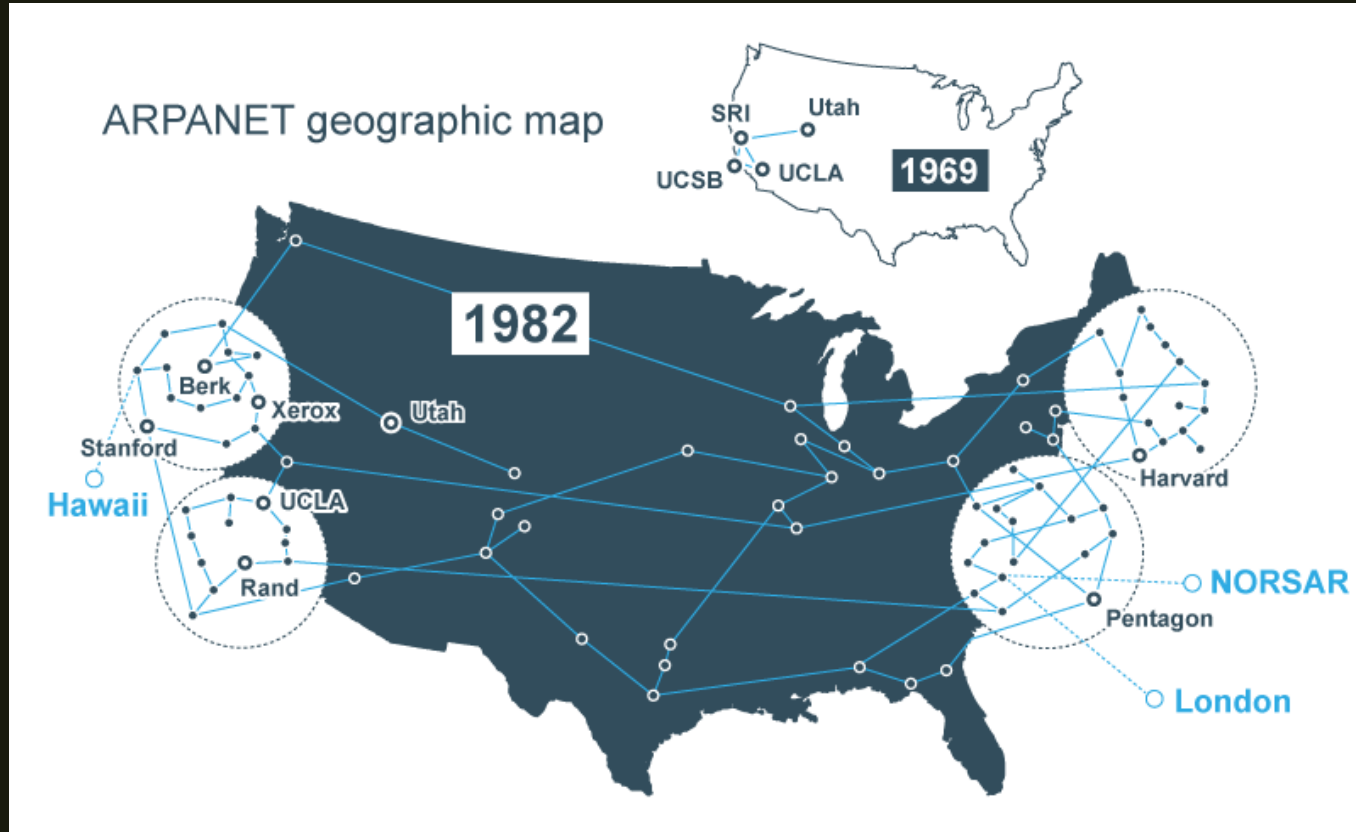 ARPANET geographic map
SRI
Utah
UCSB
UCLA
1969
1982
Berk
Xerox
Utah
Stanford
Hawaii
UCLA
Rand
Harvard
NORSAR
Pentagon
London